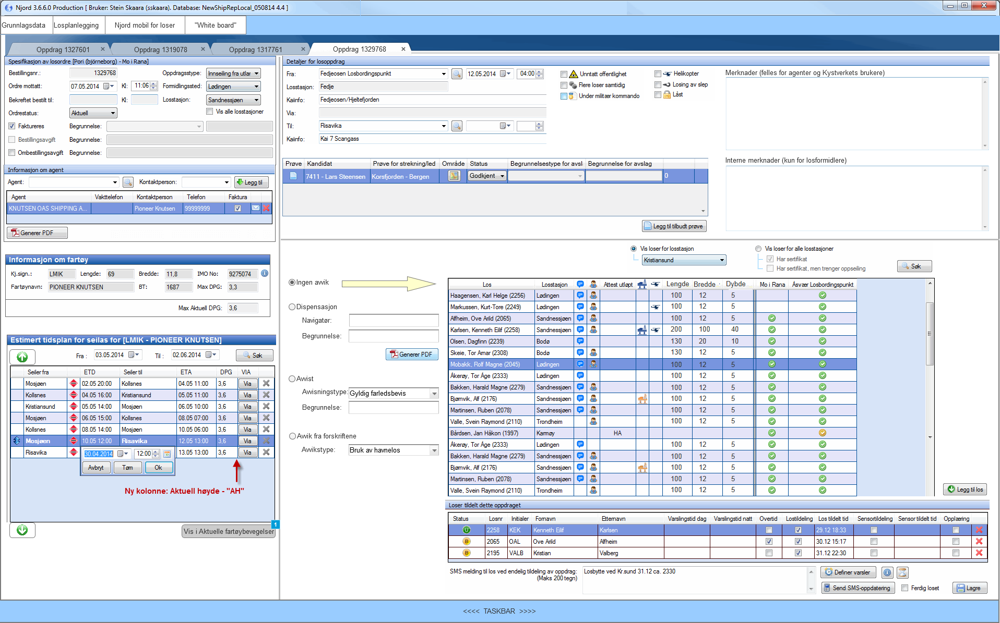 Njord 3.6.6.0 Production [ Bruker: Stein Skaara (sskaara). Database: NewShipRepLocal_050814 4.4 ]
Grunnlagsdata Losplanlegging Njord mobil for loser "White board"
Oppdrag 1327601 Oppdrag 1319078 Oppdrag 1317761 Oppdrag 1329768
Spesifikasjon av losordre [Pori (björneborg) - Mo i Rana]
Bestillingsnr.: 1329768 Oppdragstype: Innseiling fra utlar
Ordre mottatt: 07.05.2014 Kl: 11:06 Formidlingssted: Lødingen
Bekreftet bestilt til: Kl: Losstasjon: Sandnessjøen
Ordrestatus: Aktuell Vis alle losstasjoner
Faktureres Begrunnelse:
Bestillingsavgift Begrunnelse:
Ombestillingsavgift Begrunnelse:
Informasjon om agent
Agent: Kontaktperson: Legg til
Agent Vakttelefon Kontaktperson Telefon Faktura
KNUTSEN OAS SHIPPING A... Pioneer Knutsen 99999999
Generer PDF
Informasjon om fartøy
Kj.sign.: LMIK Lengde: 69 Bredde: 11,8 IMO No: 9275074
Fartøynavn: PIONEER KNUTSEN BT: 1687 Max DPG: 3,3
Max Aktuell DPG: 3,6
Estimert tidsplan for seilas for [LMIK - PIONEER KNUTSEN]
Fra : 03.05.2014 Til : 02.06.2014 Søk
Seiler fra ETD Seiler til ETA DPG VIA
Mosjøen 02.05 20:00 Kollsnes 04.05 11:00 3,6 Via
Kollsnes 04.05 16:00 Kristiansund 05.05 11:00 3,6 Via
Kristiansund 05.05 14:00 Mosjøen 06.05 10:00 3,6 Via
Mosjøen 06.05 15:00 Kollsnes 08.05 07:00 3,6 Via
Kollsnes 08.05 14:00 Mosjøen 10.05 06:00 3,6 Via
Mosjøen 10.05 12:00 Risavika 12.05 13:00 3,6 Via
Risavika 30.04.2014 12:00 13.05 13:00 3,6 Via
Avbryt Tøm Ok
Ny kolonne: Aktuell høyde - "AH"
Vis i Aktuelle fartøybevegelser 1
Detaljer for losoppdrag
Fra: Fedjeosen Losbordingspunkt 12.05.2014 04:00
Losstasjon: Fedje
Kaiinfo: Fedjeosen/Hjeltefjorden
Via:
Til: Risavika
Kaiinfo: Kai 7 Scangass
Unntatt offentlighet Helikopter
Flere loser samtidig Losing av slep
Under militær kommando Låst
Merknader (felles for agenter og Kystverkets brukere)
Interne merknader (kun for losformidlere)
Prøve Kandidat Prøve for strekning/led Område Status Begrunnelsestype for avsl Begrunnelse for avslag
7411 - Lars Steensen Korsfjorden - Bergen Godkjent 0
Legg til tilbudt prøve
Vis loser for losstasjon Vis loser for alle losstasjoner
Kristiansund Har sertifikat
Har sertifikat, men trenger oppseiling
Søk
Ingen avvik
Dispensasjon
Navigatør:
Begrunnelse:
Generer PDF
Avvist
Avvisningstype: Gyldig farledsbevis
Begrunnelse:
Avvik fra forskriftene
Avvikstype: Bruk av havnelos
Los Losstasjon Attest utløpt Lengde Bredde Dybde Mo i Rana Åsvær Losbordingspunkt
Haagensen, Karl Helge (2256) Lødingen 100 12 5
Markussen, Kurt-Tore (2249) Lødingen 100 12 5
Alfheim, Ove Arild (2065) Sandnessjøen 100 12 5
Karlsen, Kenneth Eilif (2258) Sandnessjøen 200 100 40
Olsen, Dagfinn (2239) Bodø 130 20 10
Skeie, Tor Amar (2308) Bodø 130 12 5
Mobakk, Rolf Magne (2045) Lødingen 100 12 5
Åkerøy, Tor Åge (2333) Lødingen 100 12 5
Bakken, Harald Magne (2279) Sandnessjøen 100 12 5
Bjømvik, Alf (2176) Sandnessjøen 100 12 5
Martinsen, Ruben (2078) Sandnessjøen 100 12 5
Valle, Svein Raymond (2110) Trondheim 100 12 5
Bårdsen, Jan Håkon (1997) Karmøy HA
Åkerøy, Tor Åge (2333) Lødingen 100 12 5
Bakken, Harald Magne (2279) Sandnessjøen 100 12 5
Bjømvik, Alf (2176) Sandnessjøen 100 12 5
Martinsen, Ruben (2078) Sandnessjøen 100 12 5
Valle, Svein Raymond (2110) Trondheim 100 12 5
Legg til los
Loser tildelt dette oppdraget
Status Losnr Initialer Fornavn Etternavn Varslingstid dag Varslingstid natt Overtid Lostildeling Los tildelt tid Sensortildeling Sensor tildelt tid Opplæring
U 2258 KEK Kenneth Eilif Karlsen 29.12 18:33
B 2065 OAL Ove Arild Alfheim 30.12 15:17
B 2195 VALB Kristian Valberg 31.12 22:30
SMS melding til los ved endelig tildeling av oppdrag: Losbytte ved Kr.sund 31.12 ca. 2330
(Maks 200 tegn)
Definer varsler
Send SMS-oppdatering Ferdig loset Lagre
<<<< TASKBAR >>>>